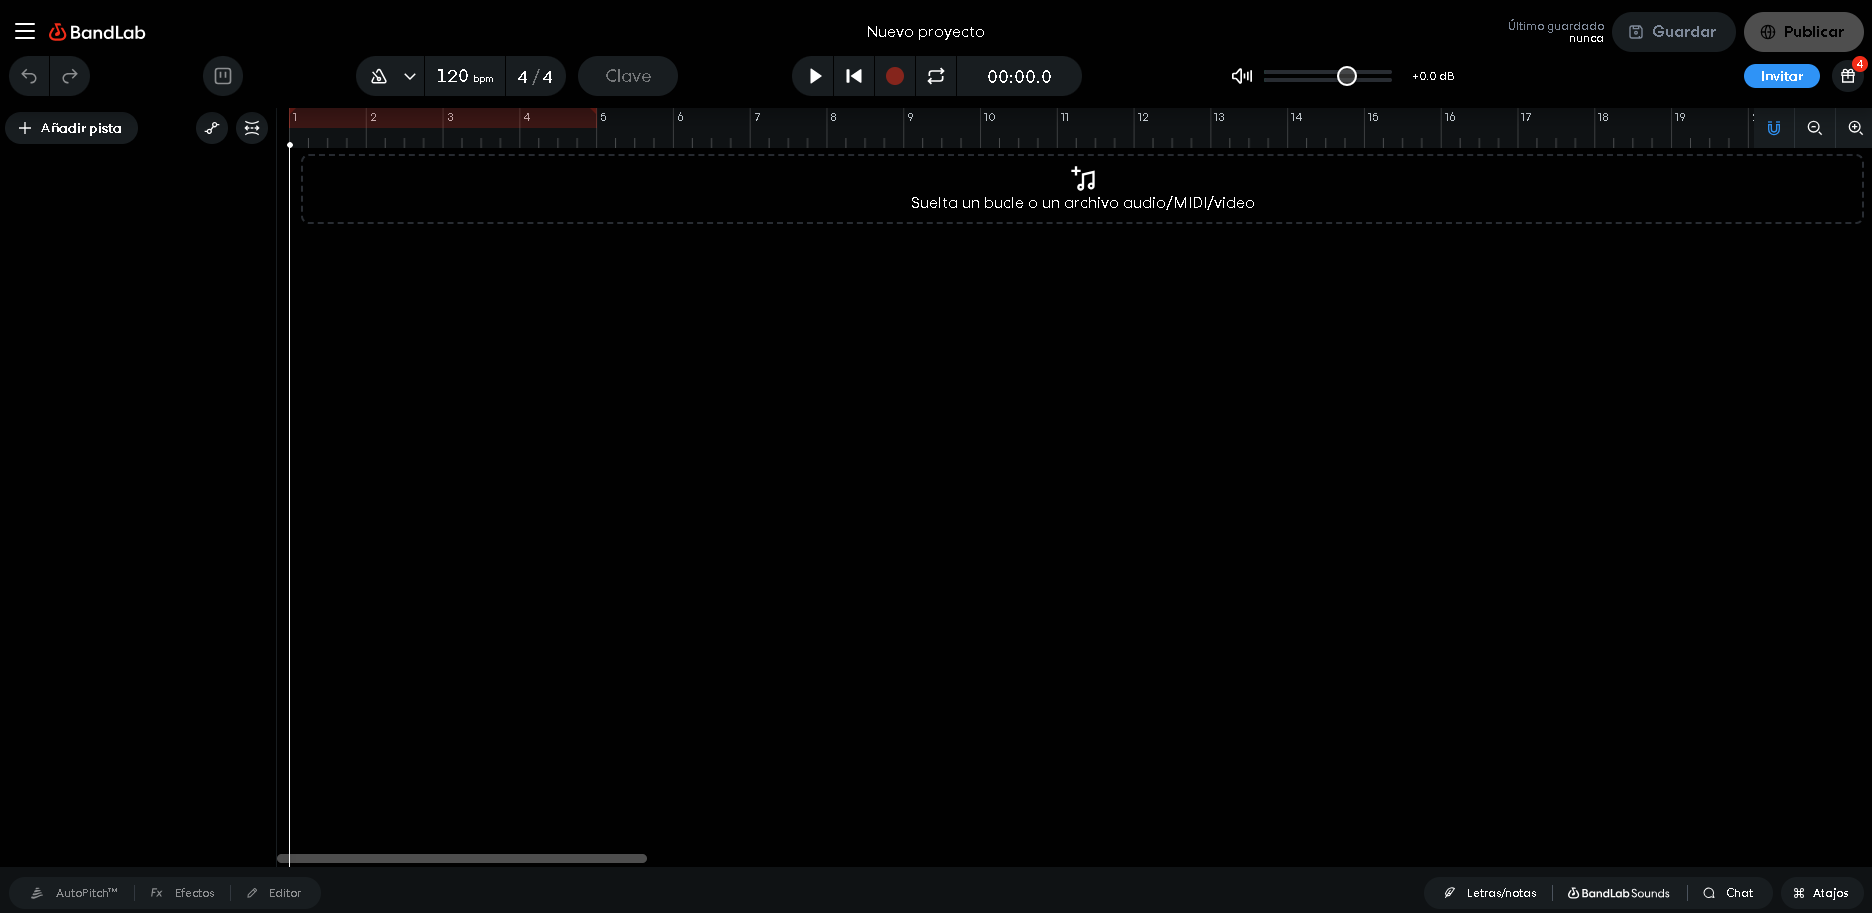 BandLab
Nuevo proyecto
Último guardado
nunca
Guardar
Publicar
120 bpm
4 / 4
Clave
00:00.0
+0.0 dB
Invitar
4
Añadir pista
1 2 3 4 5 6 7 8 9 10 11 12 13 14 15 16 17 18 19
Suelta un bucle o un archivo audio/MIDI/video
AutoPitch™
Fx Efectos
Editor
Letras/notas
BandLab Sounds
Chat
Atajos